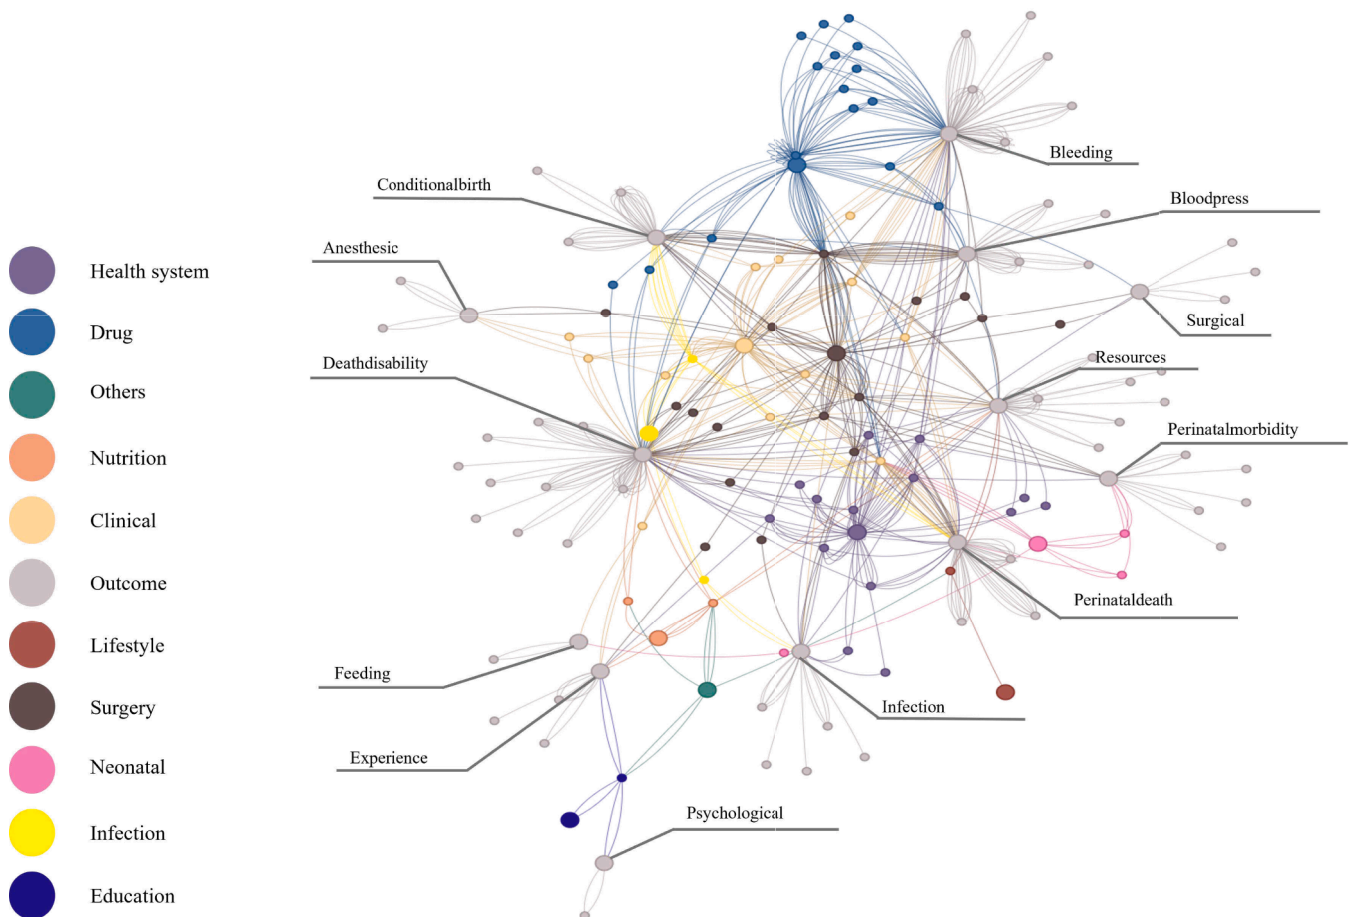 Health system
Drug
Others
Nutrition
Clinical
Outcome
Lifestyle
Surgery
Neonatal
Infection
Education
Conditionalbirth
Anesthesic
Deathdisability
Bleeding
Bloodpress
Surgical
Resources
Perinatalmorbidity
Perinataldeath
Feeding
Infection
Experience
Psychological